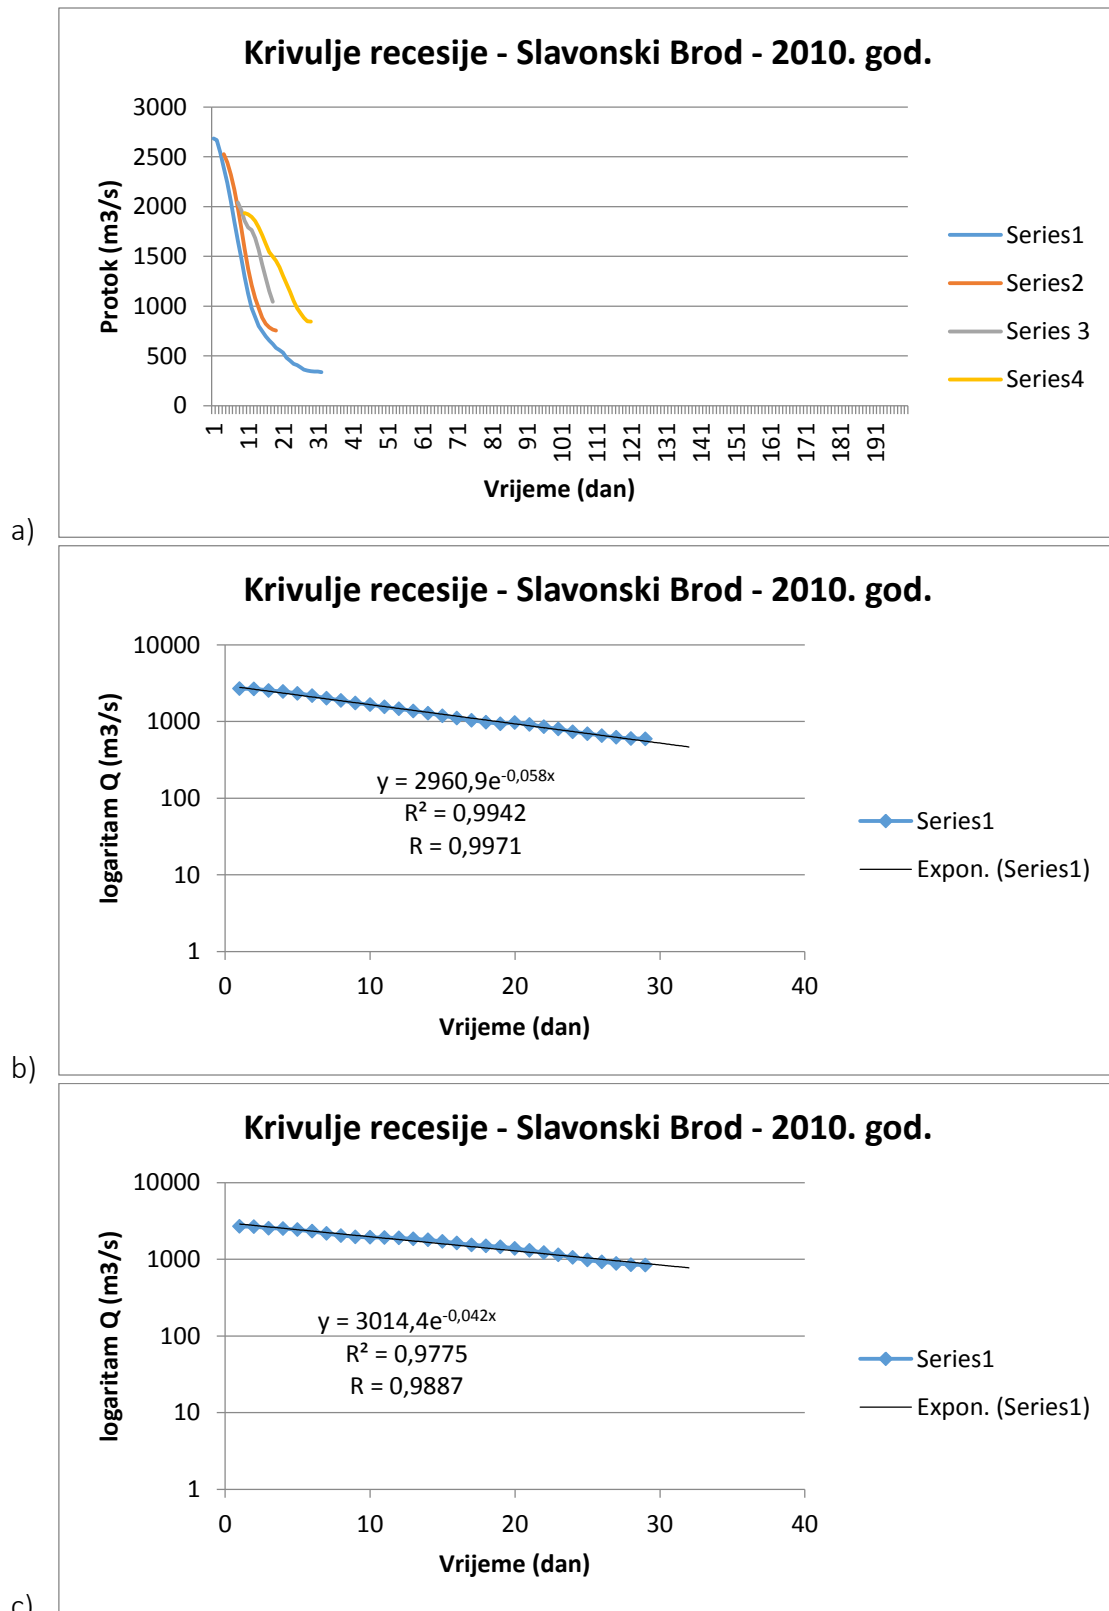 Krivulje recesije - Slavonski Brod - 2010. god.
3000
2500
2000
1500
1000
500
0
Protok (m3/s)
1 11 21 31 41 51 61 71 81 91 101 111 121 131 141 151 161 171 181 191
Vrijeme (dan)
Series1
Series2
Series 3
Series4
a)
Krivulje recesije - Slavonski Brod - 2010. god.
10000
1000
100
10
1
logaritam Q (m3/s)
y = 2960,9e^-0,058x
R² = 0,9942
R = 0,9971
0 10 20 30 40
Vrijeme (dan)
Series1
Expon. (Series1)
b)
Krivulje recesije - Slavonski Brod - 2010. god.
10000
1000
100
10
1
logaritam Q (m3/s)
y = 3014,4e^-0,042x
R² = 0,9775
R = 0,9887
0 10 20 30 40
Vrijeme (dan)
Series1
Expon. (Series1)
c)